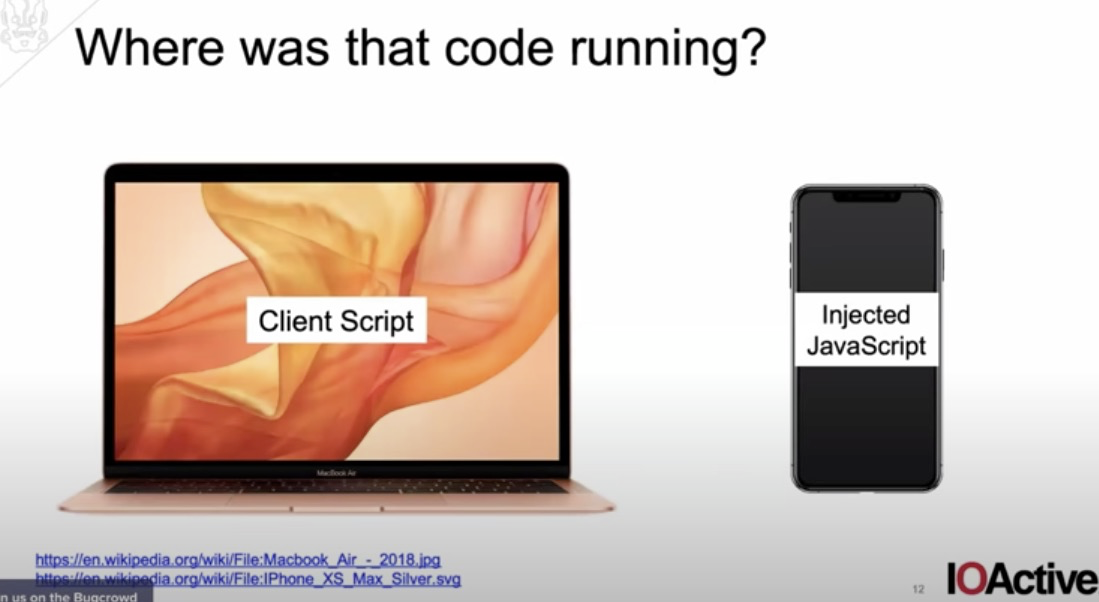 Where was that code running?
Client Script
Injected
JavaScript
MacBook Air
https://en.wikipedia.org/wiki/File:Macbook_Air_-_2018.jpg
https://en.wikipedia.org/wiki/File:IPhone_XS_Max_Silver.svg
n us on the Bugcrowd
12
IOActive